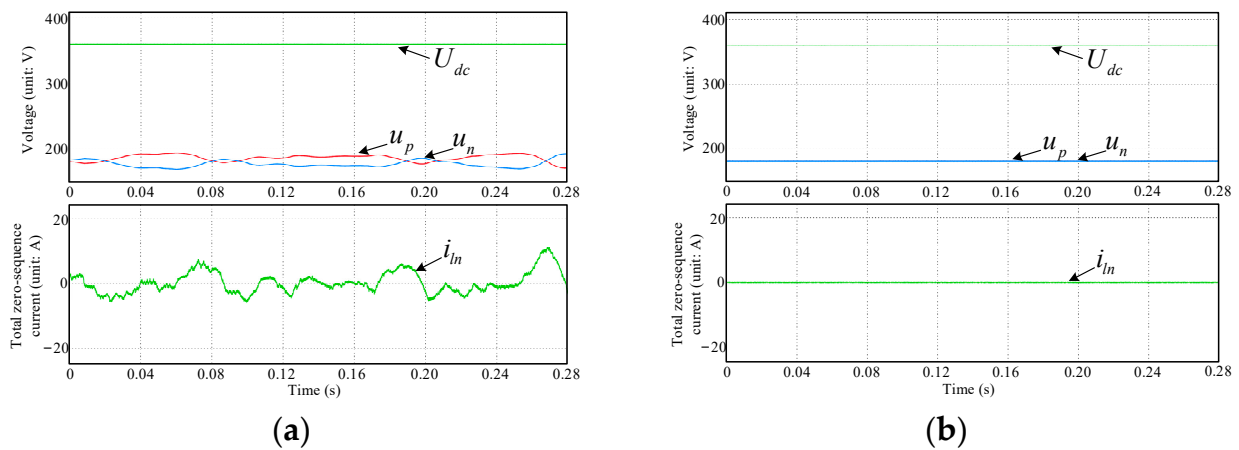 400
300
200
Voltage (unit: V)
U_dc
u_p
u_n
0 0.04 0.08 0.12 0.16 0.20 0.24 0.28
20
0
−20
Total zero-sequence
current (unit: A)
i_ln
0 0.04 0.08 0.12 0.16 0.20 0.24 0.28
Time (s)
(a)
400
300
200
Voltage (unit: V)
U_dc
u_p
u_n
0 0.04 0.08 0.12 0.16 0.20 0.24 0.28
20
0
−20
Total zero-sequence
current (unit: A)
i_ln
0 0.04 0.08 0.12 0.16 0.20 0.24 0.28
Time (s)
(b)